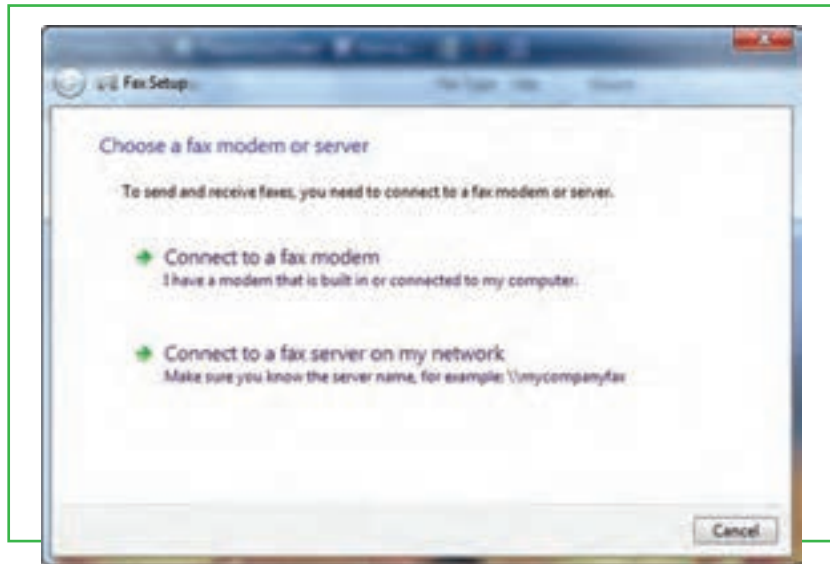 Fax Setup
Choose a fax modem or server
To send and receive faxes, you need to connect to a fax modem or server.
Connect to a fax modem
I have a modem that is built in or connected to my computer.
Connect to a fax server on my network
Make sure you know the server name, for example: \\mycompanyfax
Cancel